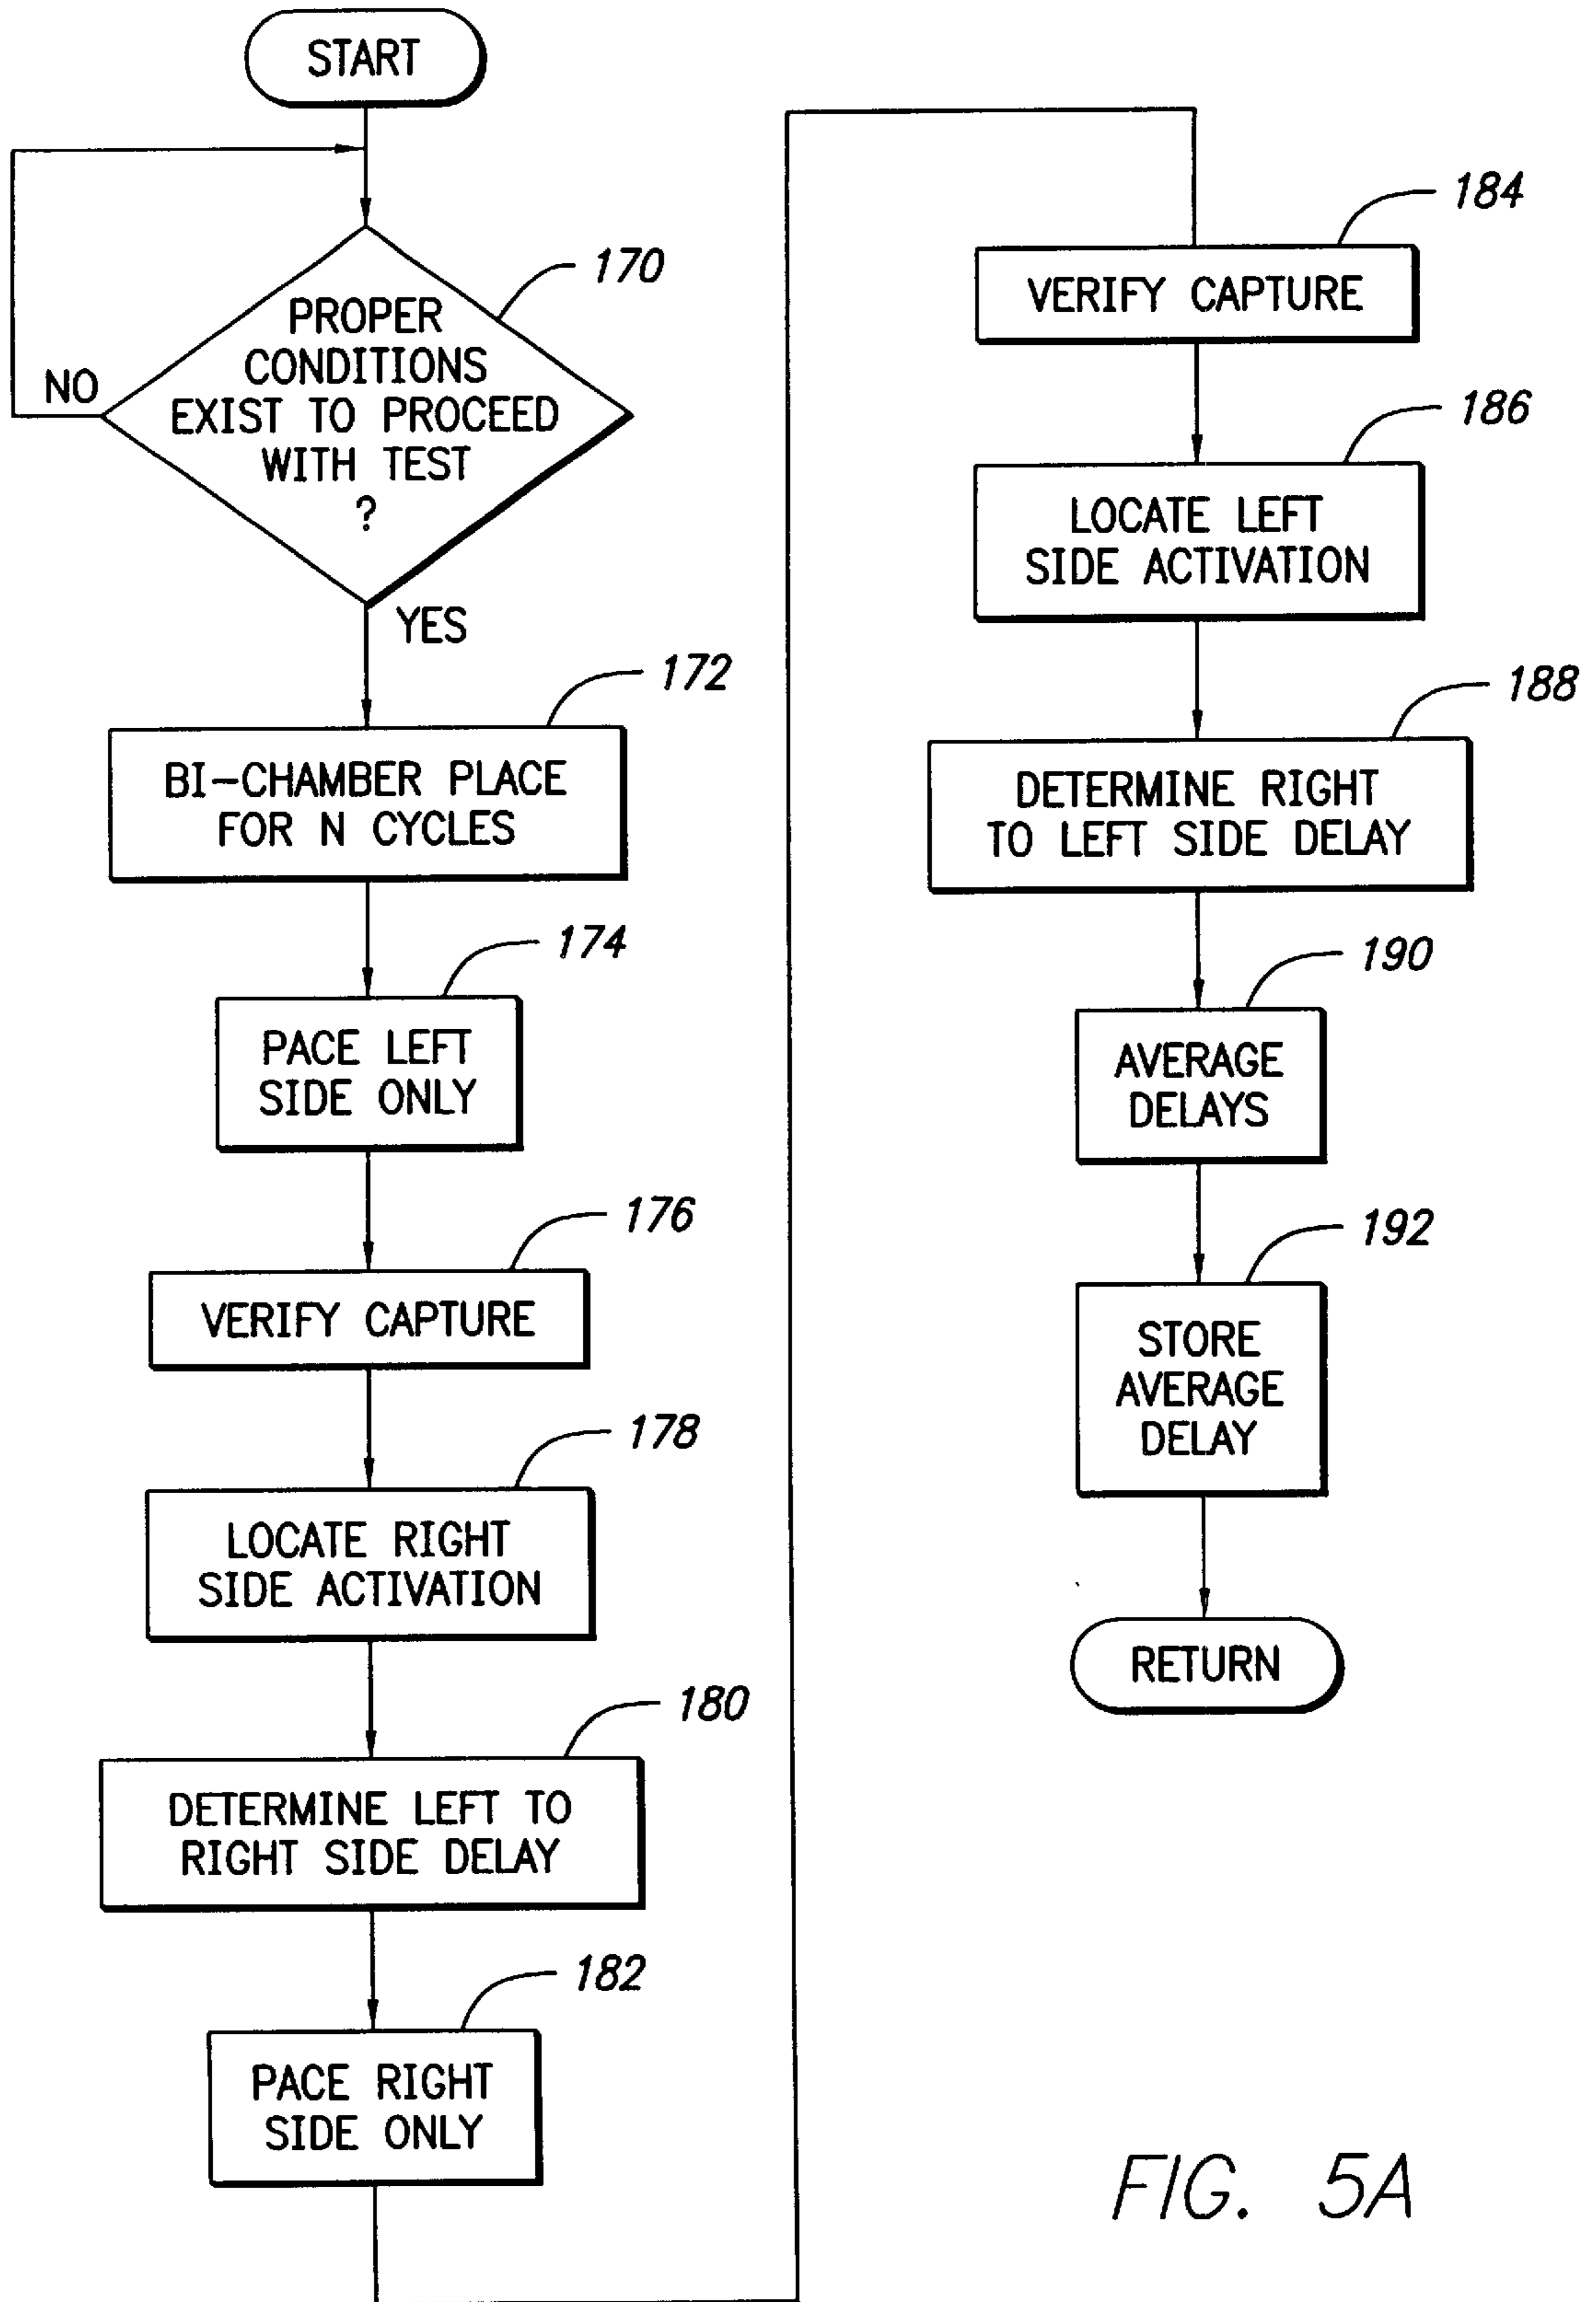 START
170
PROPER
CONDITIONS
EXIST TO PROCEED
WITH TEST
?
NO
YES
172
BI-CHAMBER PLACE
FOR N CYCLES
174
PACE LEFT
SIDE ONLY
176
VERIFY CAPTURE
178
LOCATE RIGHT
SIDE ACTIVATION
180
DETERMINE LEFT TO
RIGHT SIDE DELAY
182
PACE RIGHT
SIDE ONLY
184
VERIFY CAPTURE
186
LOCATE LEFT
SIDE ACTIVATION
188
DETERMINE RIGHT
TO LEFT SIDE DELAY
190
AVERAGE
DELAYS
192
STORE
AVERAGE
DELAY
RETURN
FIG. 5A